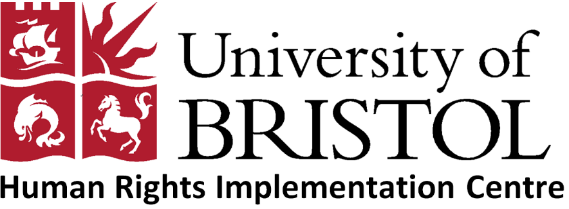 University of
BRISTOL
Human Rights Implementation Centre